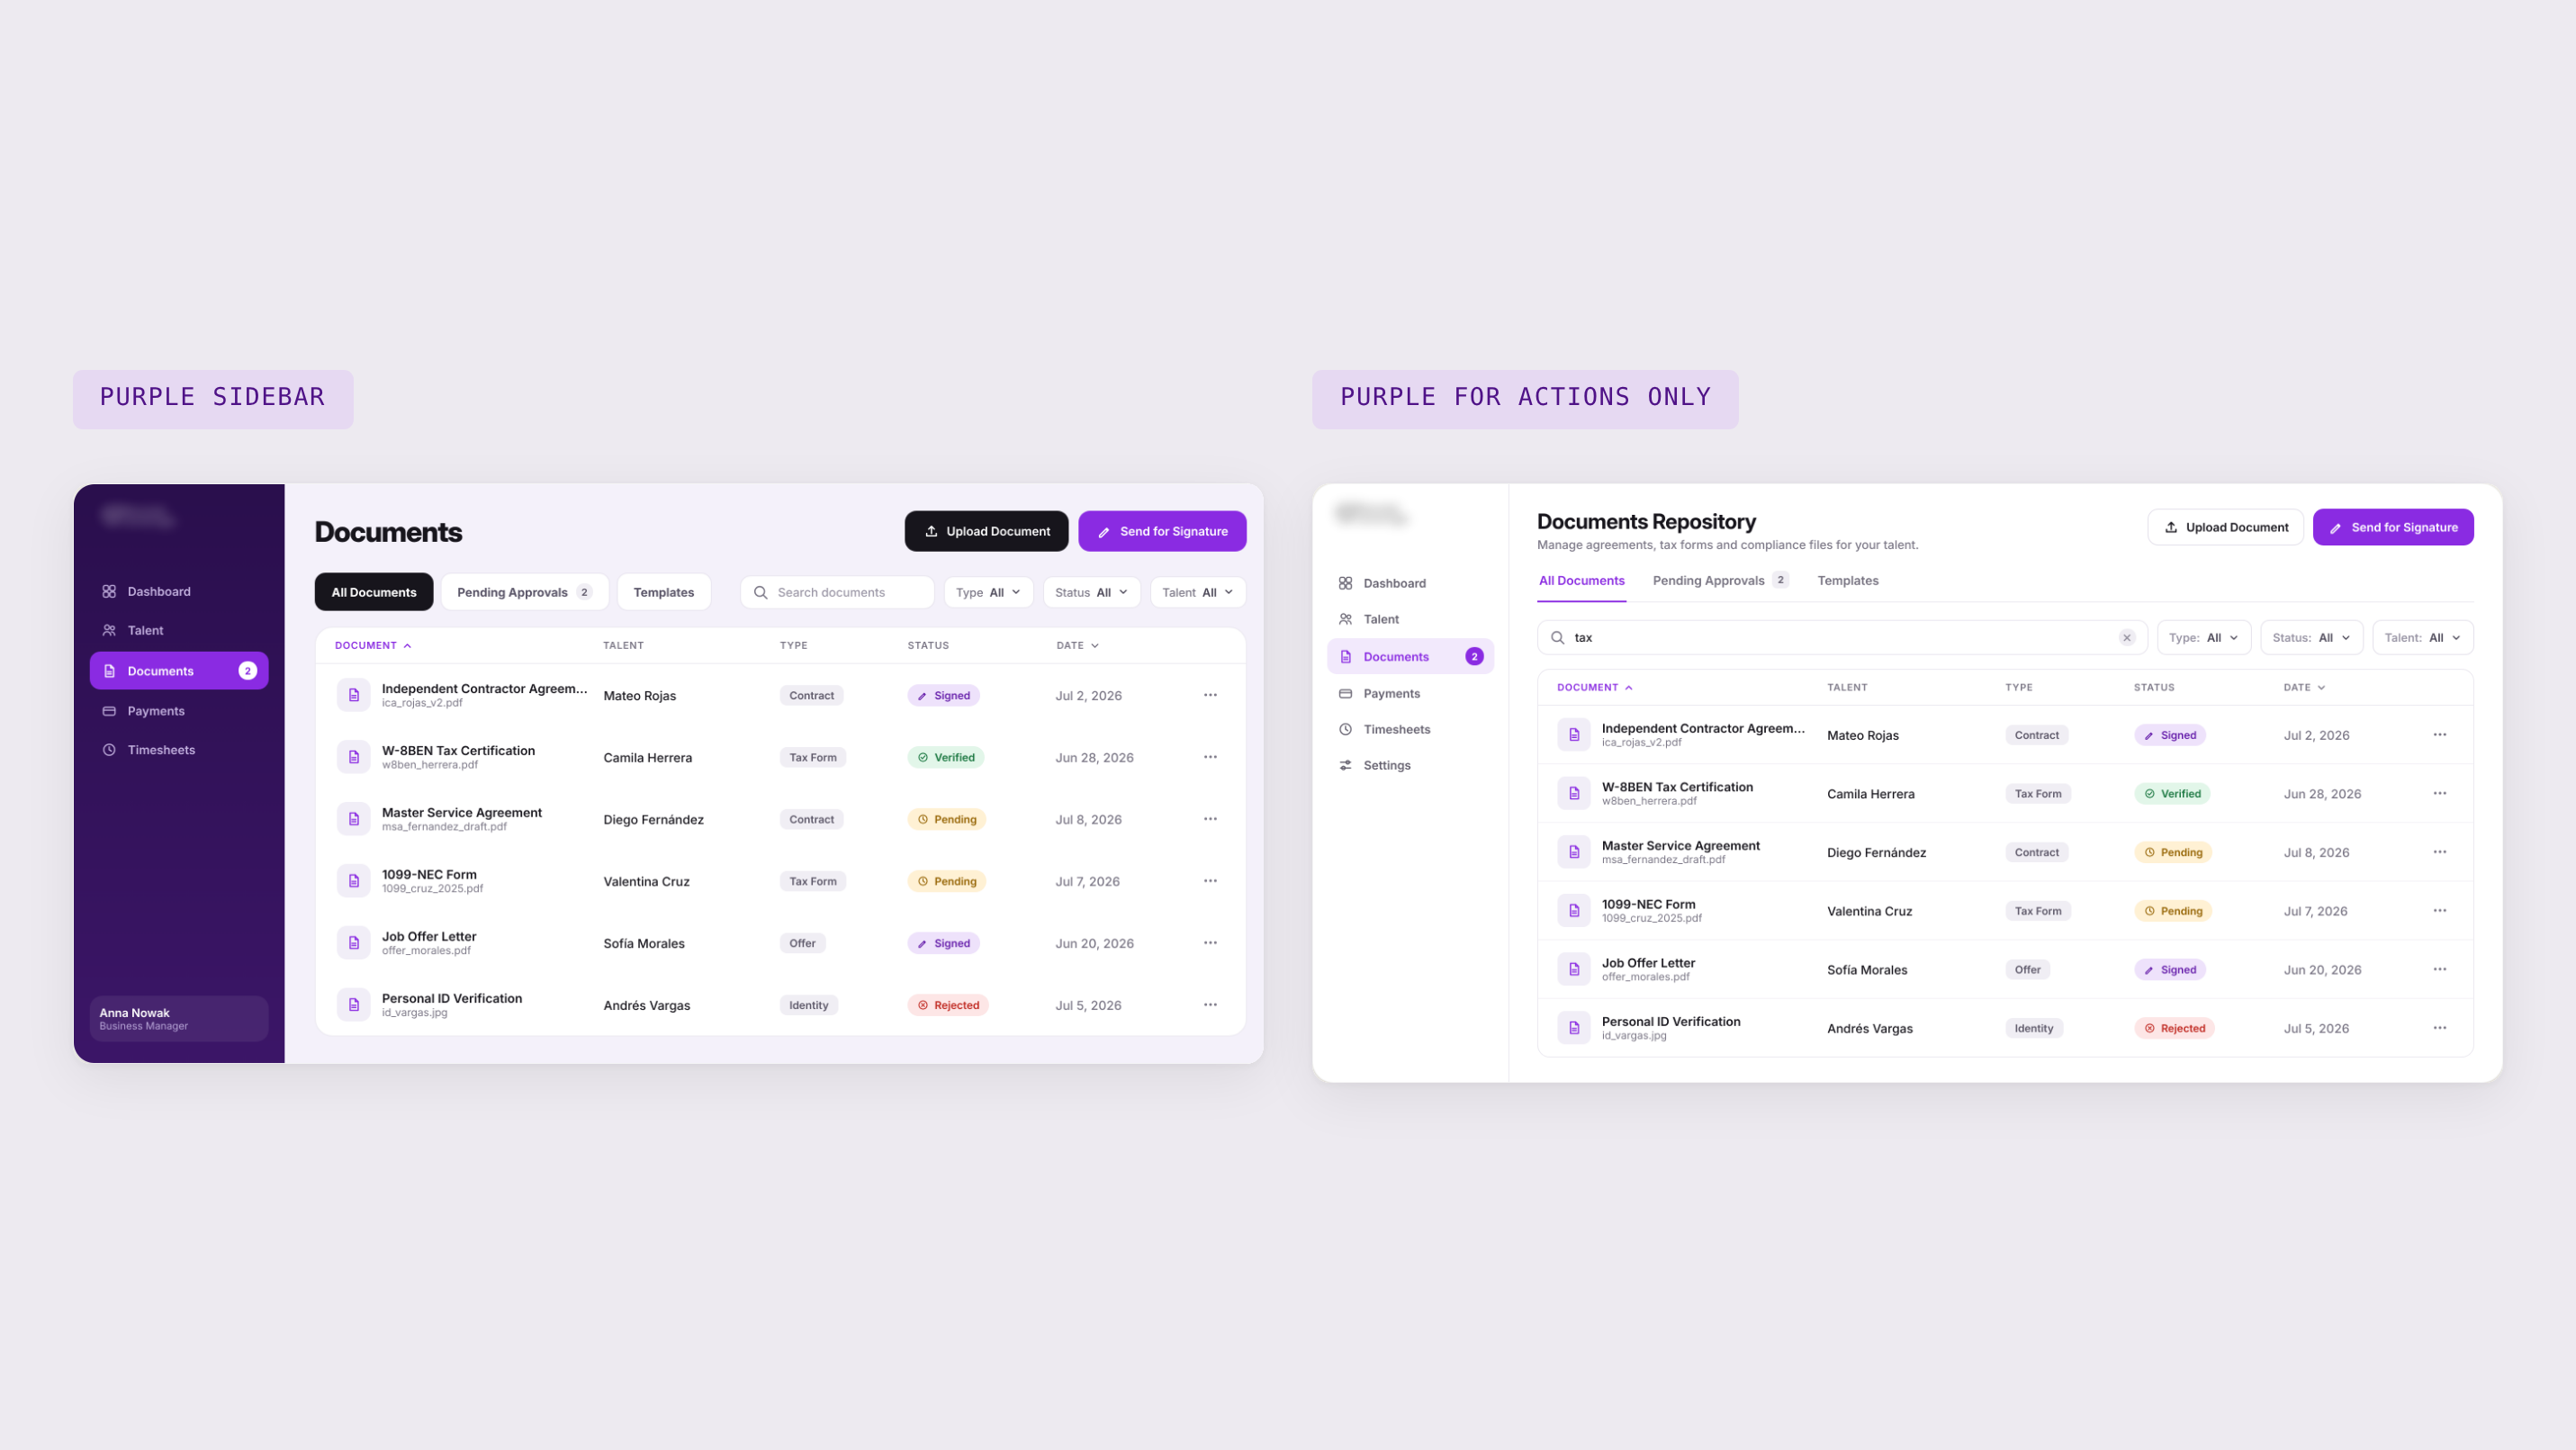 PURPLE SIDEBAR
Dashboard
Talent
Documents 2
Payments
Timesheets
Anna Nowak
Business Manager
Documents
Upload Document
Send for Signature
All Documents
Pending Approvals 2
Templates
Search documents
Type All
Status All
Talent All
DOCUMENT TALENT TYPE STATUS DATE
Independent Contractor Agreem...
ica_rojas_v2.pdf
Mateo Rojas
Contract
Signed
Jul 2, 2026
W-8BEN Tax Certification
w8ben_herrera.pdf
Camila Herrera
Tax Form
Verified
Jun 28, 2026
Master Service Agreement
msa_fernandez_draft.pdf
Diego Fernández
Contract
Pending
Jul 8, 2026
1099-NEC Form
1099_cruz_2025.pdf
Valentina Cruz
Tax Form
Pending
Jul 7, 2026
Job Offer Letter
offer_morales.pdf
Sofía Morales
Offer
Signed
Jun 20, 2026
Personal ID Verification
id_vargas.jpg
Andrés Vargas
Identity
Rejected
Jul 5, 2026
PURPLE FOR ACTIONS ONLY
Dashboard
Talent
Documents 2
Payments
Timesheets
Settings
Documents Repository
Manage agreements, tax forms and compliance files for your talent.
Upload Document
Send for Signature
All Documents
Pending Approvals 2
Templates
tax
Type: All
Status: All
Talent: All
DOCUMENT TALENT TYPE STATUS DATE
Independent Contractor Agreem...
ica_rojas_v2.pdf
Mateo Rojas
Contract
Signed
Jul 2, 2026
W-8BEN Tax Certification
w8ben_herrera.pdf
Camila Herrera
Tax Form
Verified
Jun 28, 2026
Master Service Agreement
msa_fernandez_draft.pdf
Diego Fernández
Contract
Pending
Jul 8, 2026
1099-NEC Form
1099_cruz_2025.pdf
Valentina Cruz
Tax Form
Pending
Jul 7, 2026
Job Offer Letter
offer_morales.pdf
Sofía Morales
Offer
Signed
Jun 20, 2026
Personal ID Verification
id_vargas.jpg
Andrés Vargas
Identity
Rejected
Jul 5, 2026